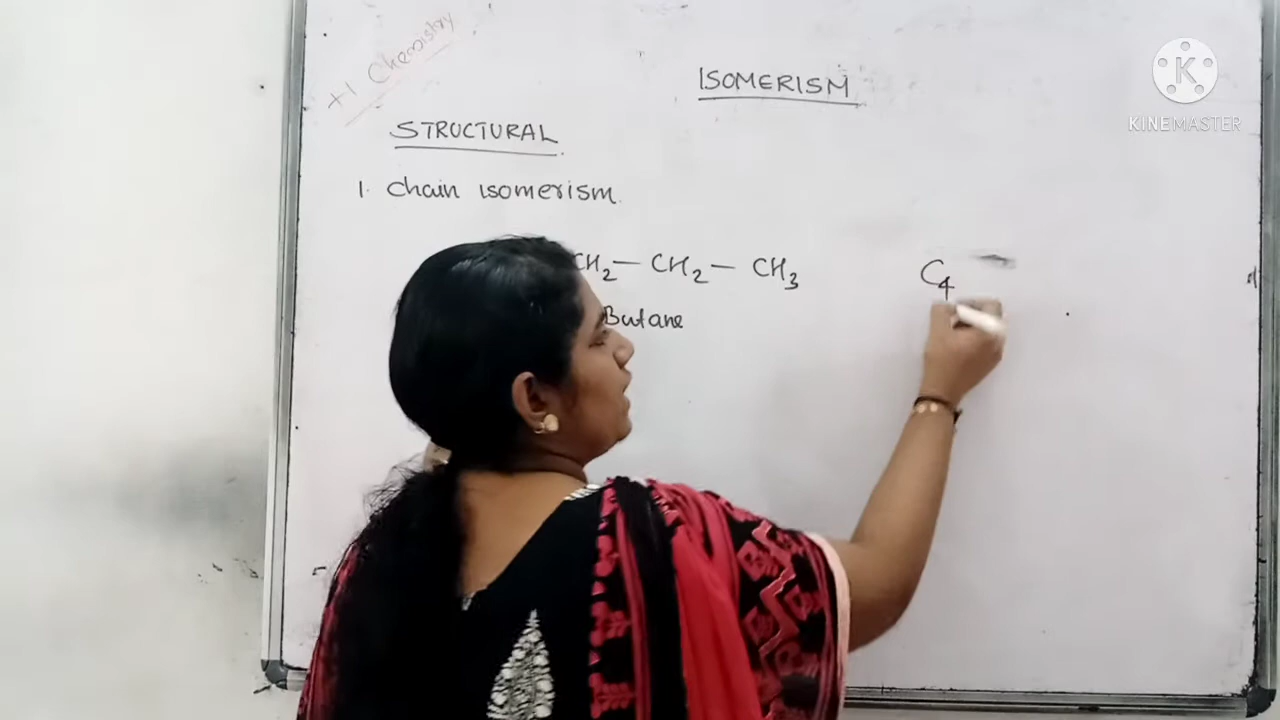 +1 Chemistry
ISOMERISM
KINEMASTER
STRUCTURAL
1. Chain isomerism.
CH2 — CH2 — CH3
C4
Butane